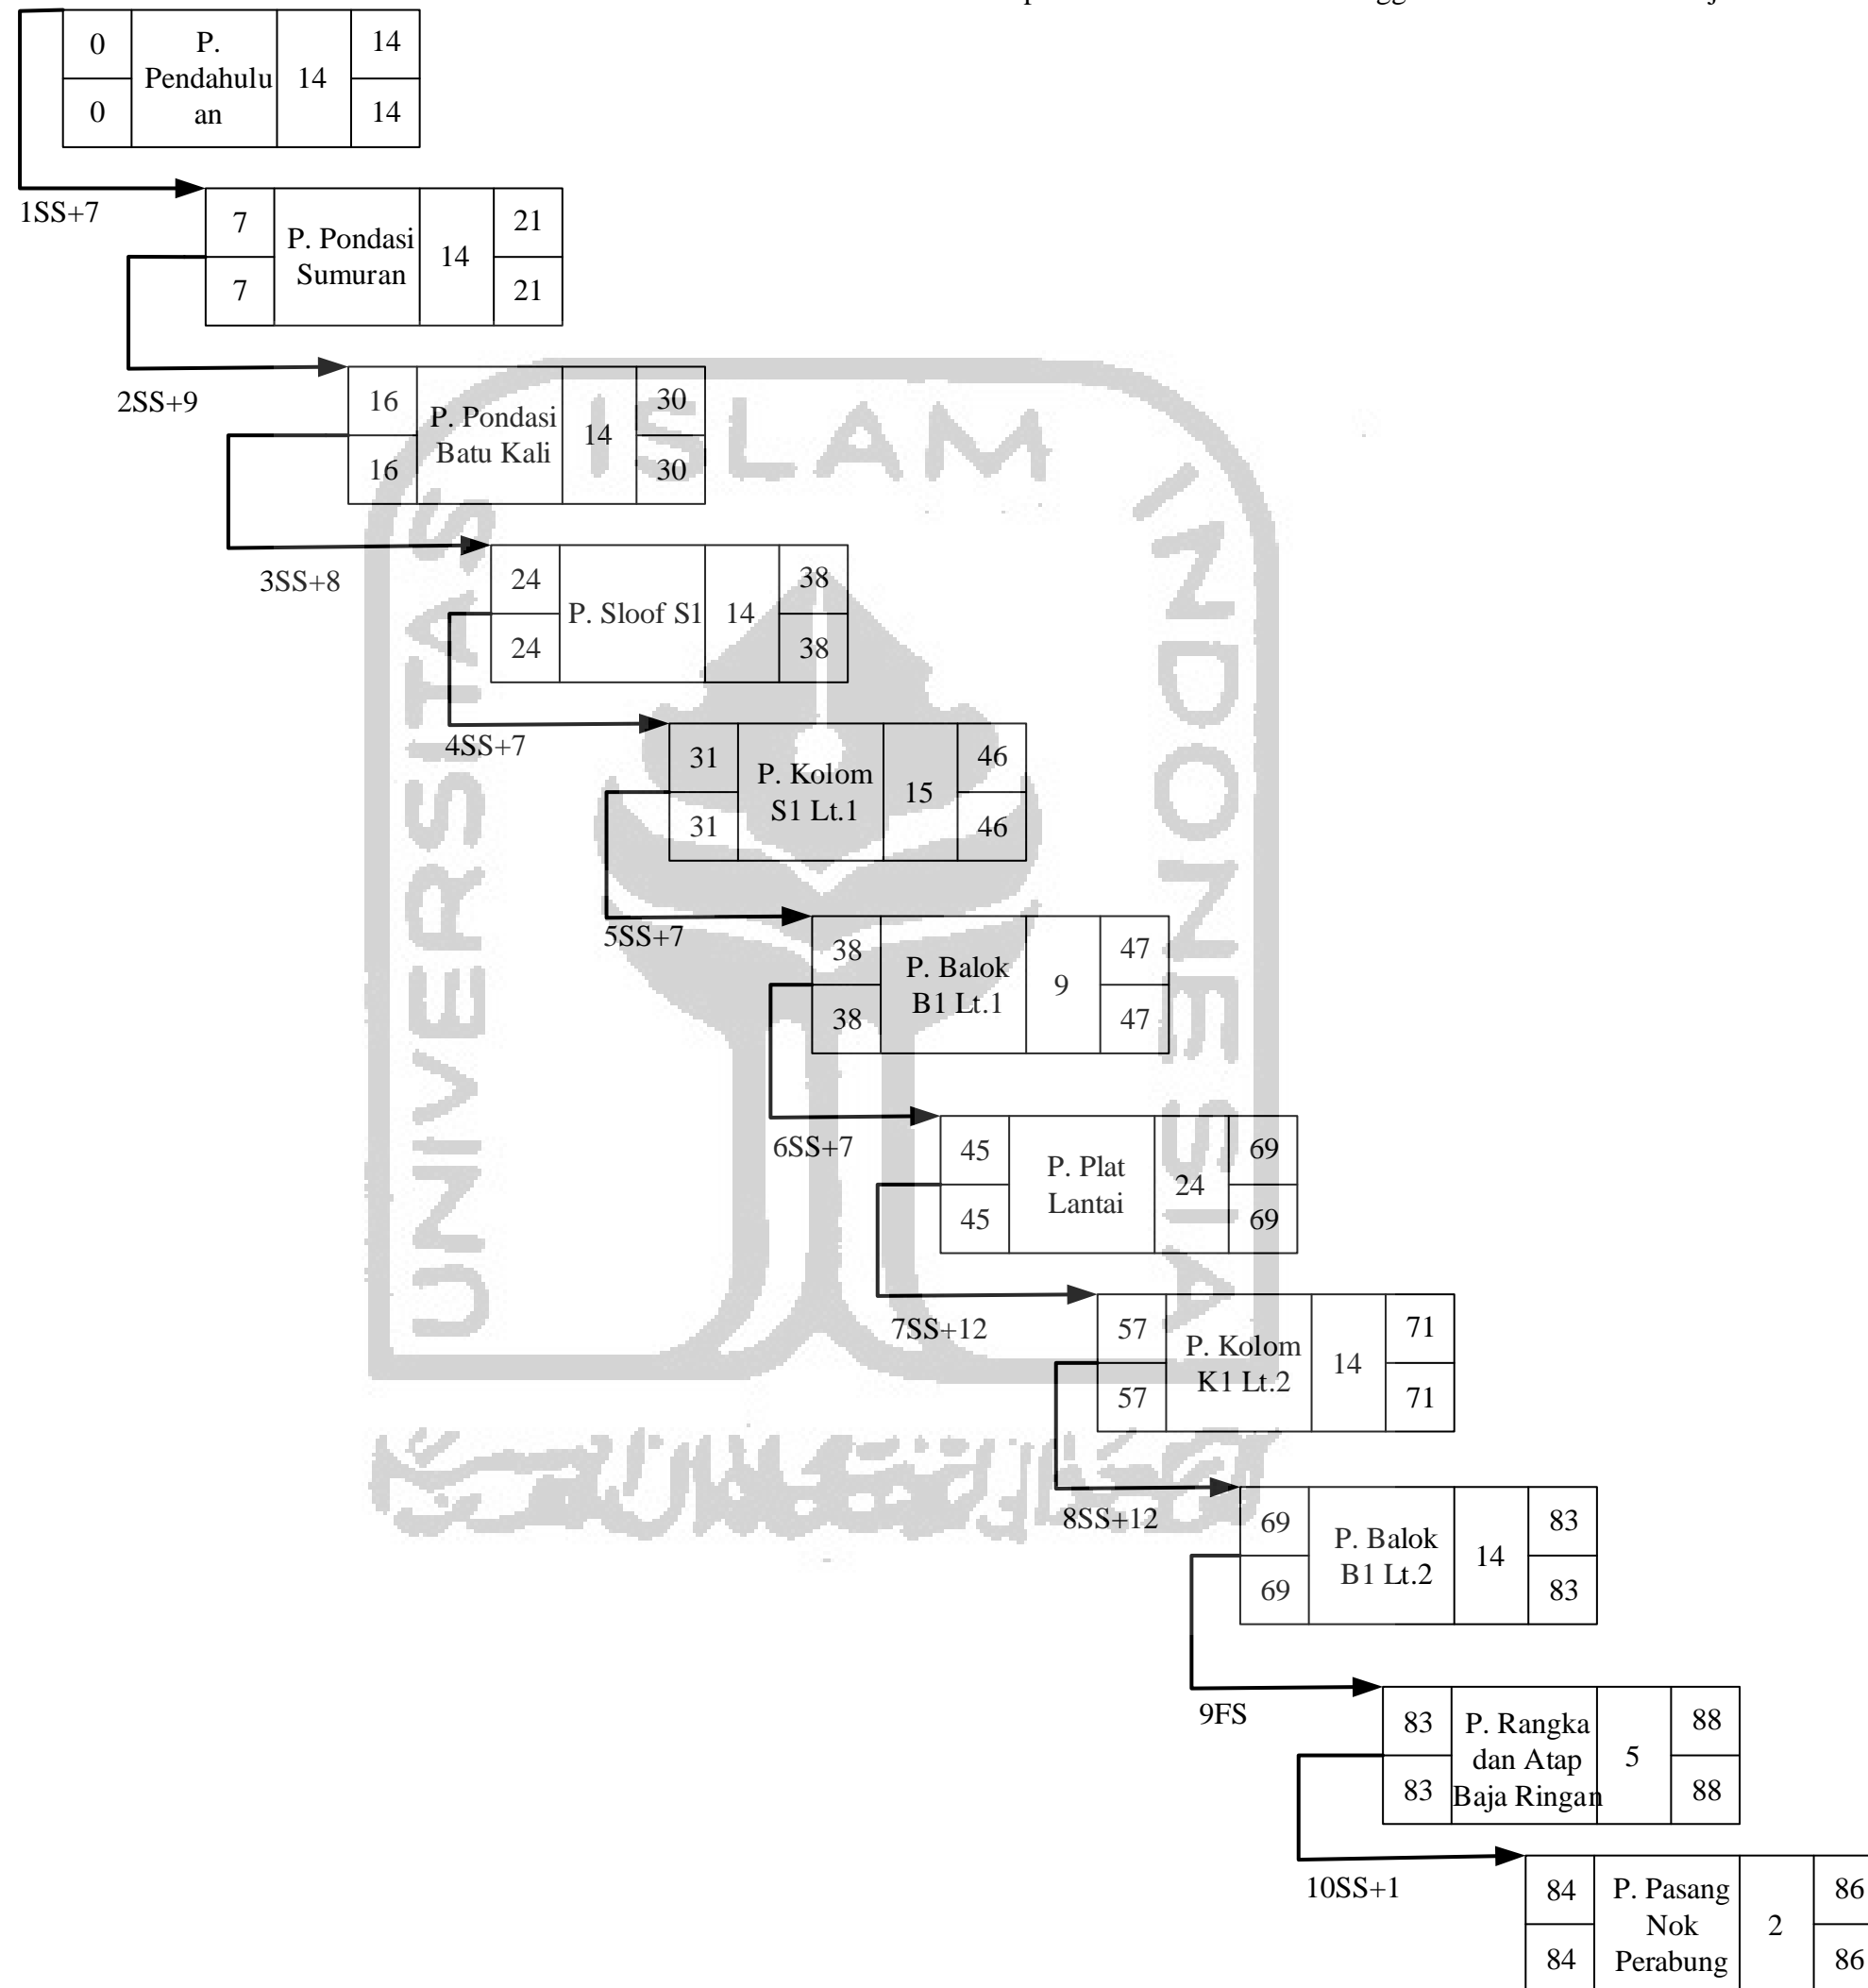 0
P.
Pendahulu
an
14
14
0
14
1SS+7
7
P. Pondasi
Sumuran
14
21
7
21
2SS+9
16
P. Pondasi
Batu Kali
14
30
16
30
3SS+8
24
P. Sloof S1
14
38
24
38
4SS+7
31
P. Kolom
S1 Lt.1
15
46
31
46
5SS+7
38
P. Balok
B1 Lt.1
9
47
38
47
6SS+7
45
P. Plat
Lantai
24
69
45
69
7SS+12
57
P. Kolom
K1 Lt.2
14
71
57
71
8SS+12
69
P. Balok
B1 Lt.2
14
83
69
83
9FS
83
P. Rangka
dan Atap
Baja Ringan
5
88
83
88
10SS+1
84
P. Pasang
Nok
Perabung
2
86
84
86
UNIVERSITAS
ISLAM
INDONESIA